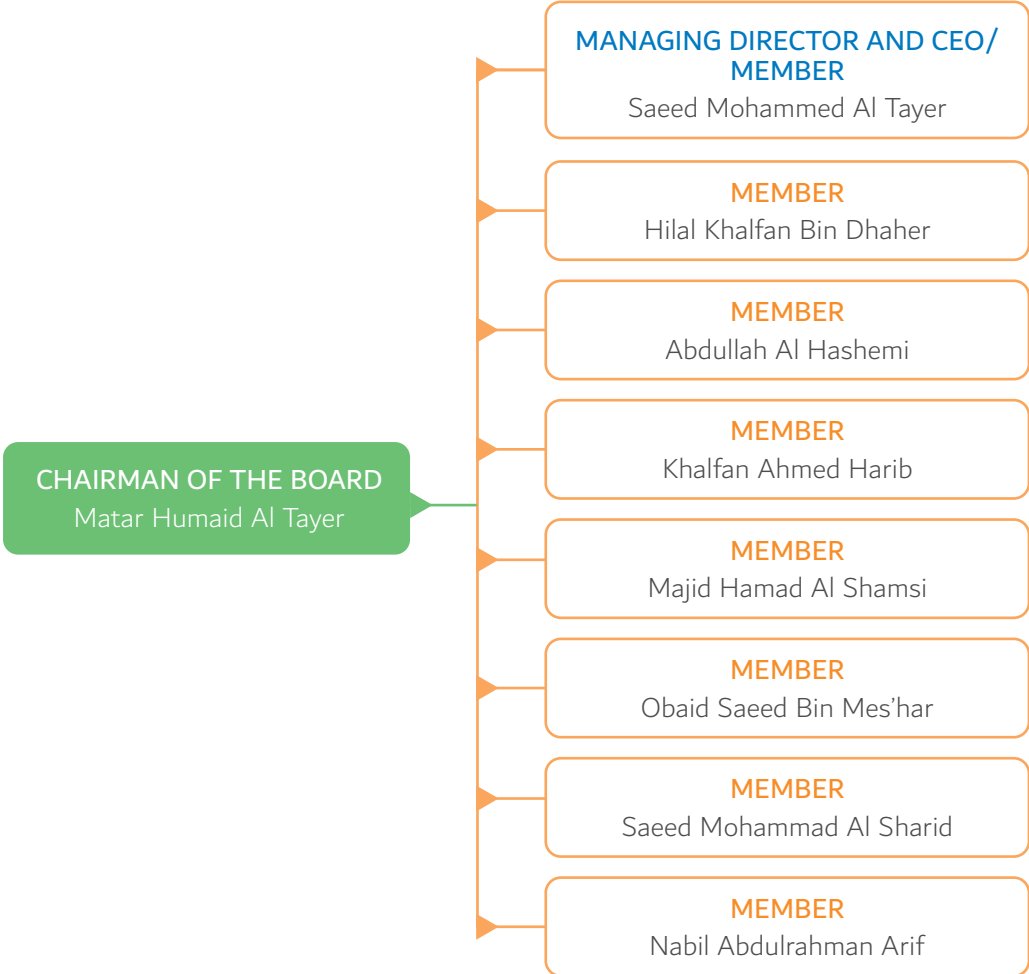 MANAGING DIRECTOR AND CEO/
MEMBER
Saeed Mohammed Al Tayer
MEMBER
Hilal Khalfan Bin Dhaher
MEMBER
Abdullah Al Hashemi
MEMBER
Khalfan Ahmed Harib
CHAIRMAN OF THE BOARD
Matar Humaid Al Tayer
MEMBER
Majid Hamad Al Shamsi
MEMBER
Obaid Saeed Bin Mes’har
MEMBER
Saeed Mohammad Al Sharid
MEMBER
Nabil Abdulrahman Arif